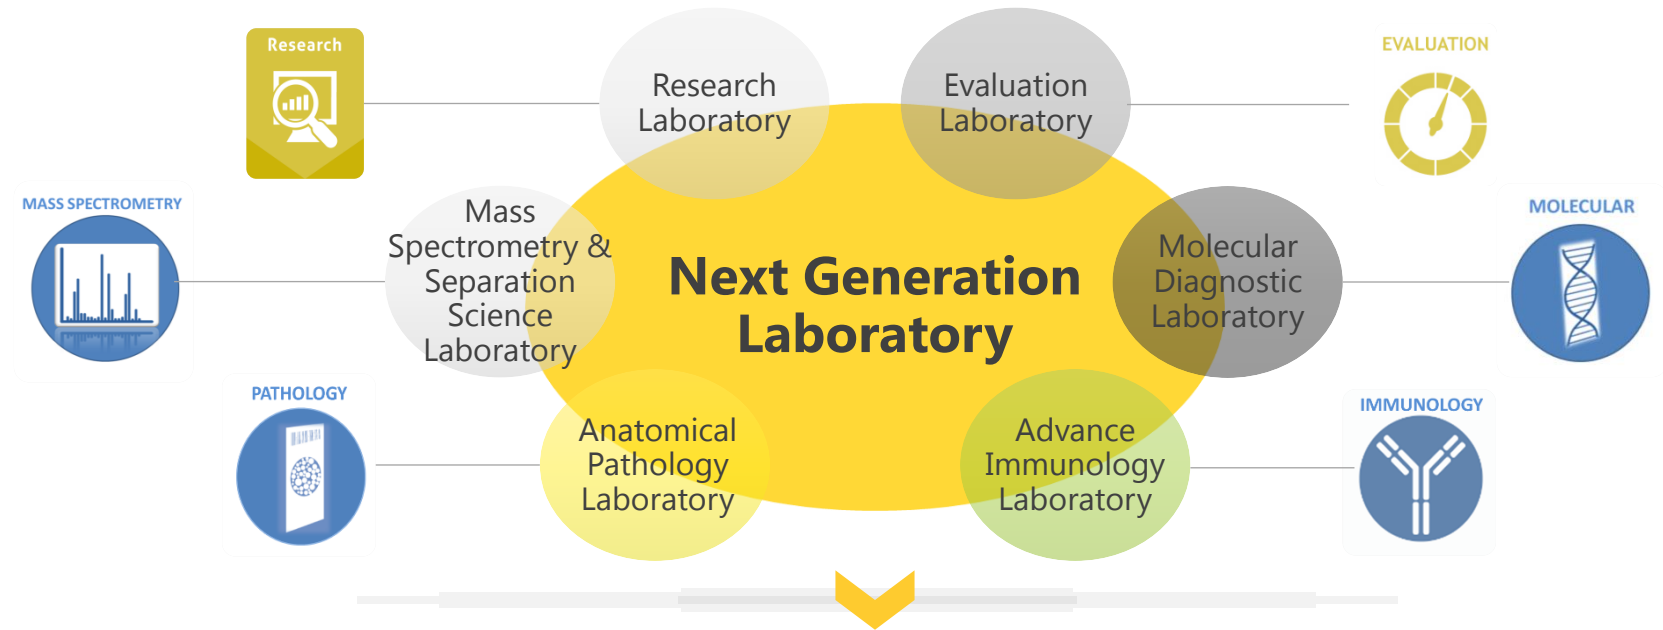 Research
Research
Laboratory
Evaluation
Laboratory
EVALUATION
MASS SPECTROMETRY
Mass
Spectrometry &
Separation
Science
Laboratory
Next Generation
Laboratory
Molecular
Diagnostic
Laboratory
MOLECULAR
PATHOLOGY
Anatomical
Pathology
Laboratory
Advance
Immunology
Laboratory
IMMUNOLOGY